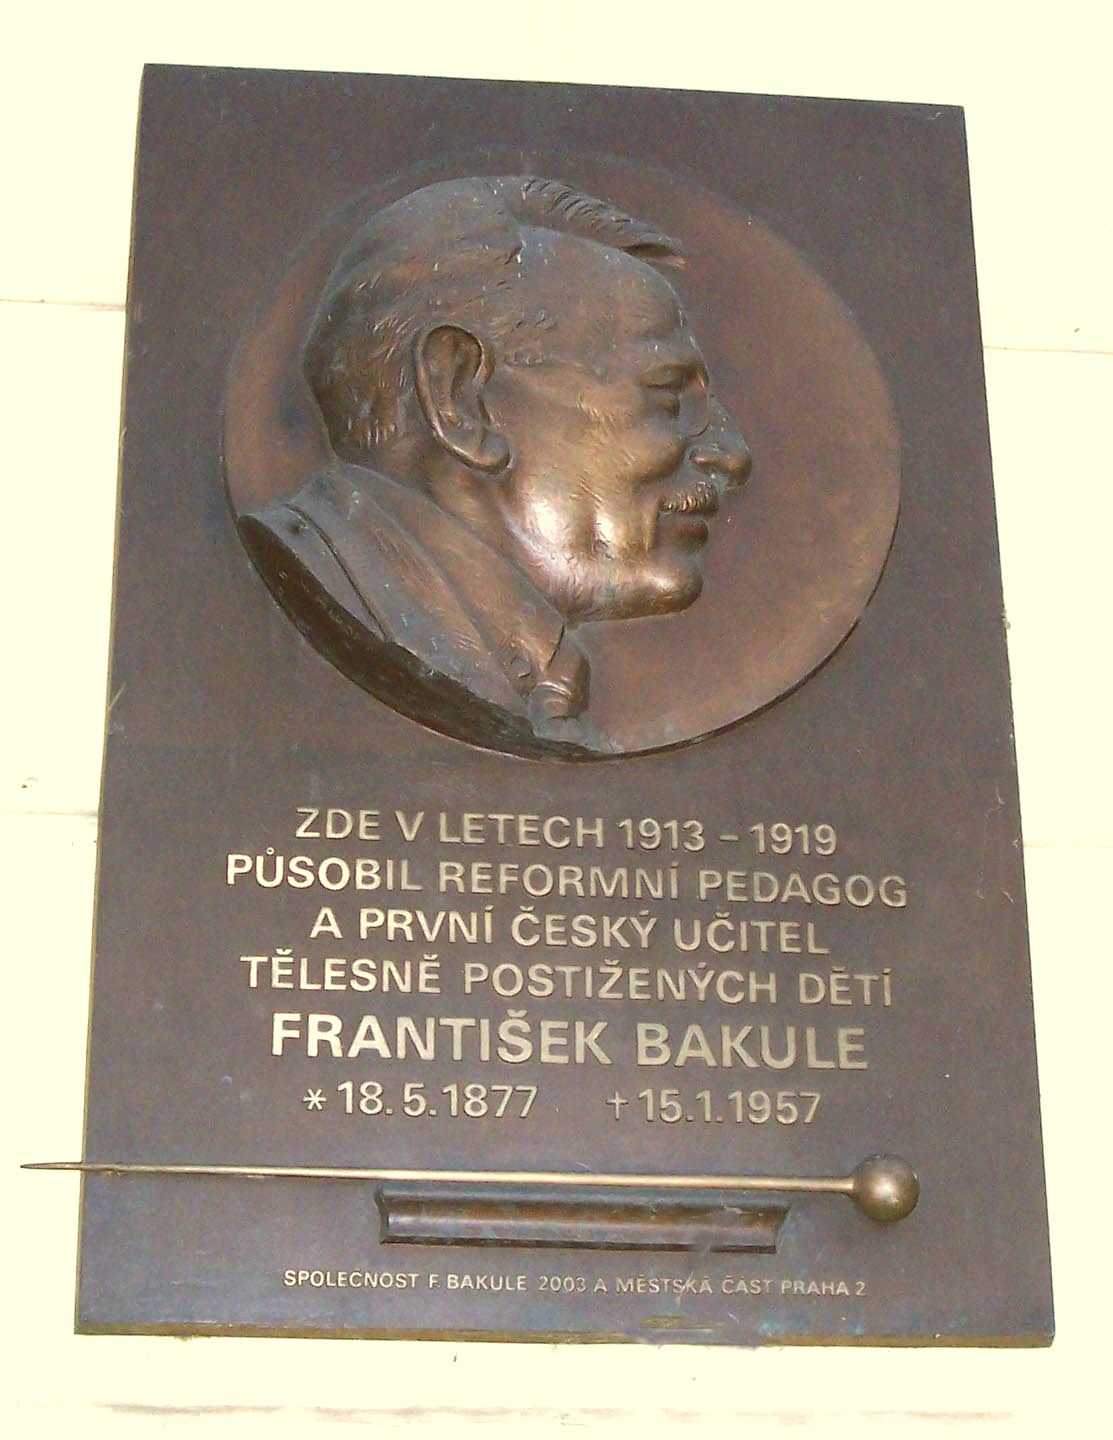 ZDE V LETECH 1913 – 1919
PŮSOBIL REFORMNÍ PEDAGOG
A PRVNÍ ČESKÝ UČITEL
TĚLESNĚ POSTIŽENÝCH DĚTÍ
FRANTIŠEK BAKULE
* 18.5.1877 † 15.1.1957
SPOLEČNOST F. BAKULE 2003 A MĚSTSKÁ ČÁST PRAHA 2